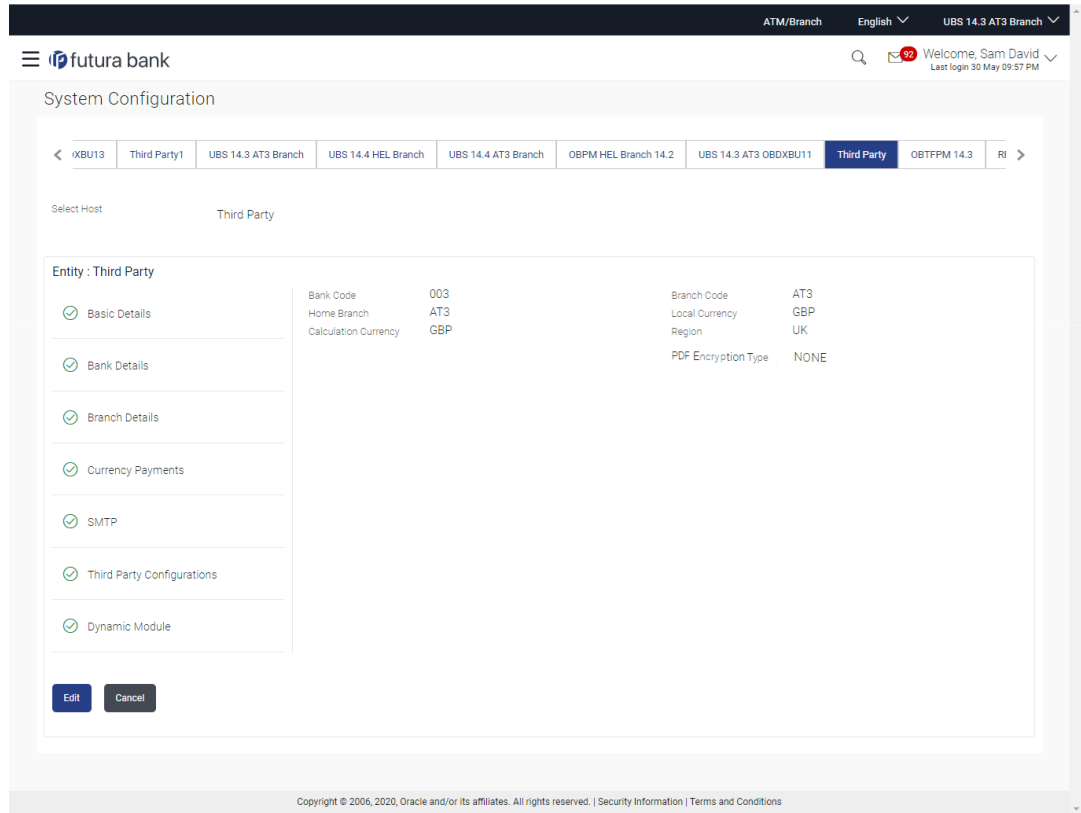 ATM/Branch English UBS 14.3 AT3 Branch
futura bank 92 Welcome, Sam David
Last login 30 May 09:57 PM
System Configuration
XBU13 Third Party1 UBS 14.3 AT3 Branch UBS 14.4 HEL Branch UBS 14.4 AT3 Branch OBPM HEL Branch 14.2 UBS 14.3 AT3 OBDXBU11 Third Party OBTFPM 14.3
Select Host Third Party
Entity : Third Party
Bank Code 003 Branch Code AT3
Home Branch AT3 Local Currency GBP
Calculation Currency GBP Region UK
PDF Encryption Type NONE
Basic Details
Bank Details
Branch Details
Currency Payments
SMTP
Third Party Configurations
Dynamic Module
Edit Cancel
Copyright © 2006, 2020, Oracle and/or its affiliates. All rights reserved. | Security Information | Terms and Conditions